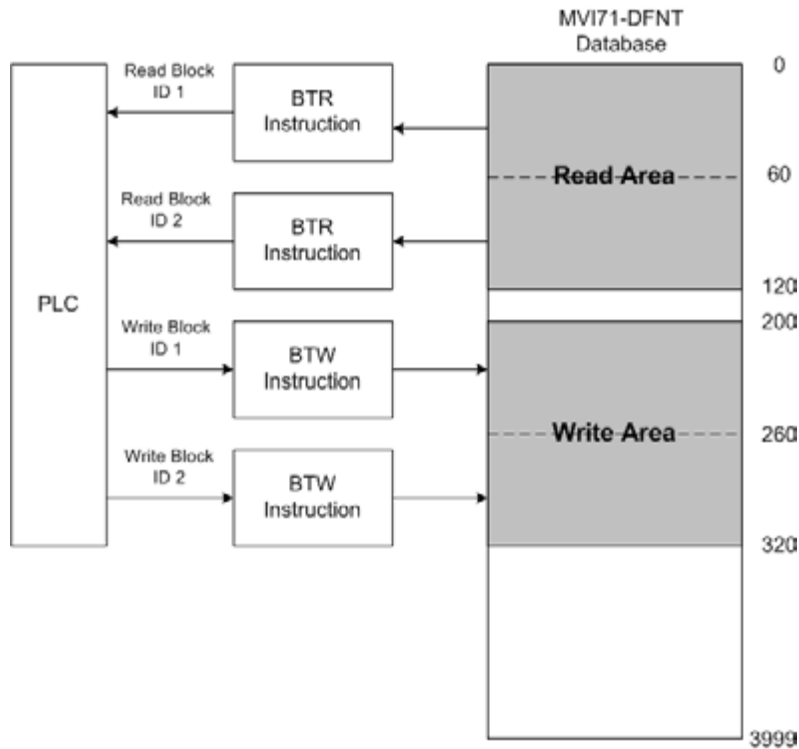 MVI71-DFNT
Database
0
Read Block
ID 1
BTR
Instruction
Read Area
60
Read Block
ID 2
BTR
Instruction
120
PLC
200
Write Block
ID 1
BTW
Instruction
Write Area
260
Write Block
ID 2
BTW
Instruction
320
3999